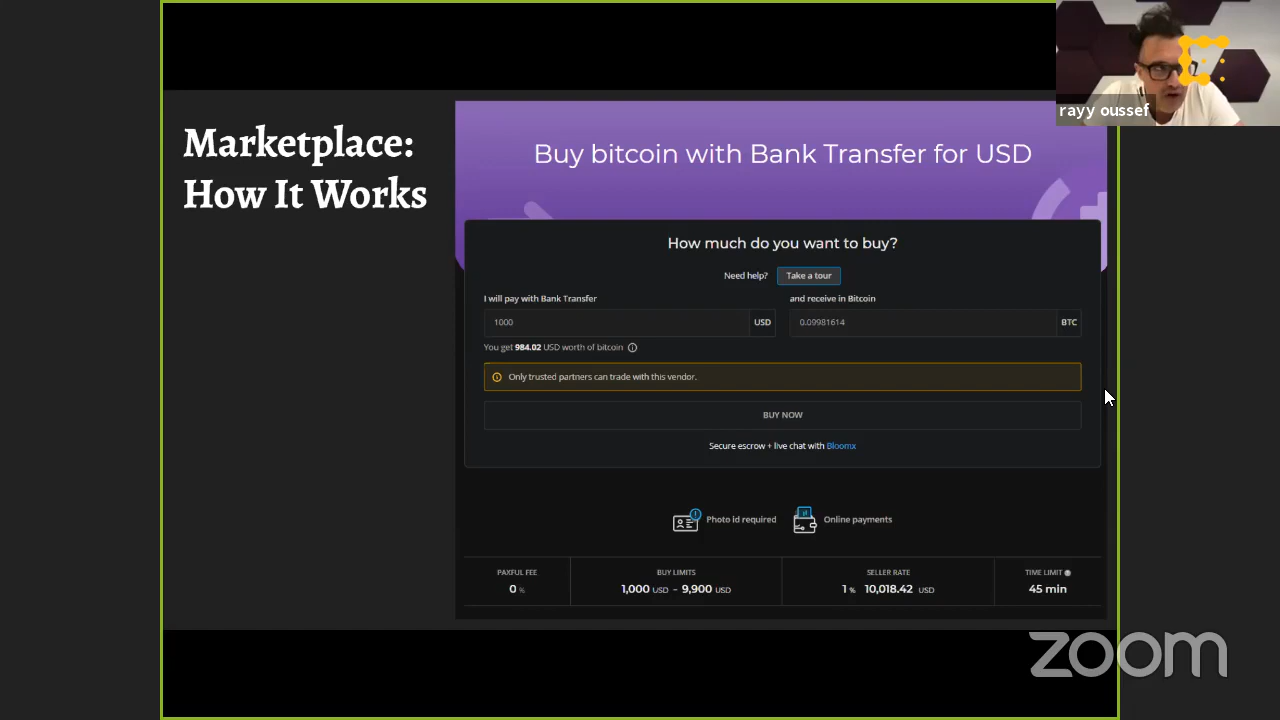 Marketplace:
How It Works
rayy oussef
Buy bitcoin with Bank Transfer for USD
How much do you want to buy?
Need help? Take a tour
I will pay with Bank Transfer
and receive in Bitcoin
1000 USD
0.09981614 BTC
You get 984.02 USD worth of bitcoin
Only trusted partners can trade with this vendor.
BUY NOW
Secure escrow + live chat with Bloomx
Photo id required
Online payments
PAXFUL FEE
0 %
BUY LIMITS
1,000 USD - 9,900 USD
SELLER RATE
1 % 10,018.42 USD
TIME LIMIT
45 min
zoom